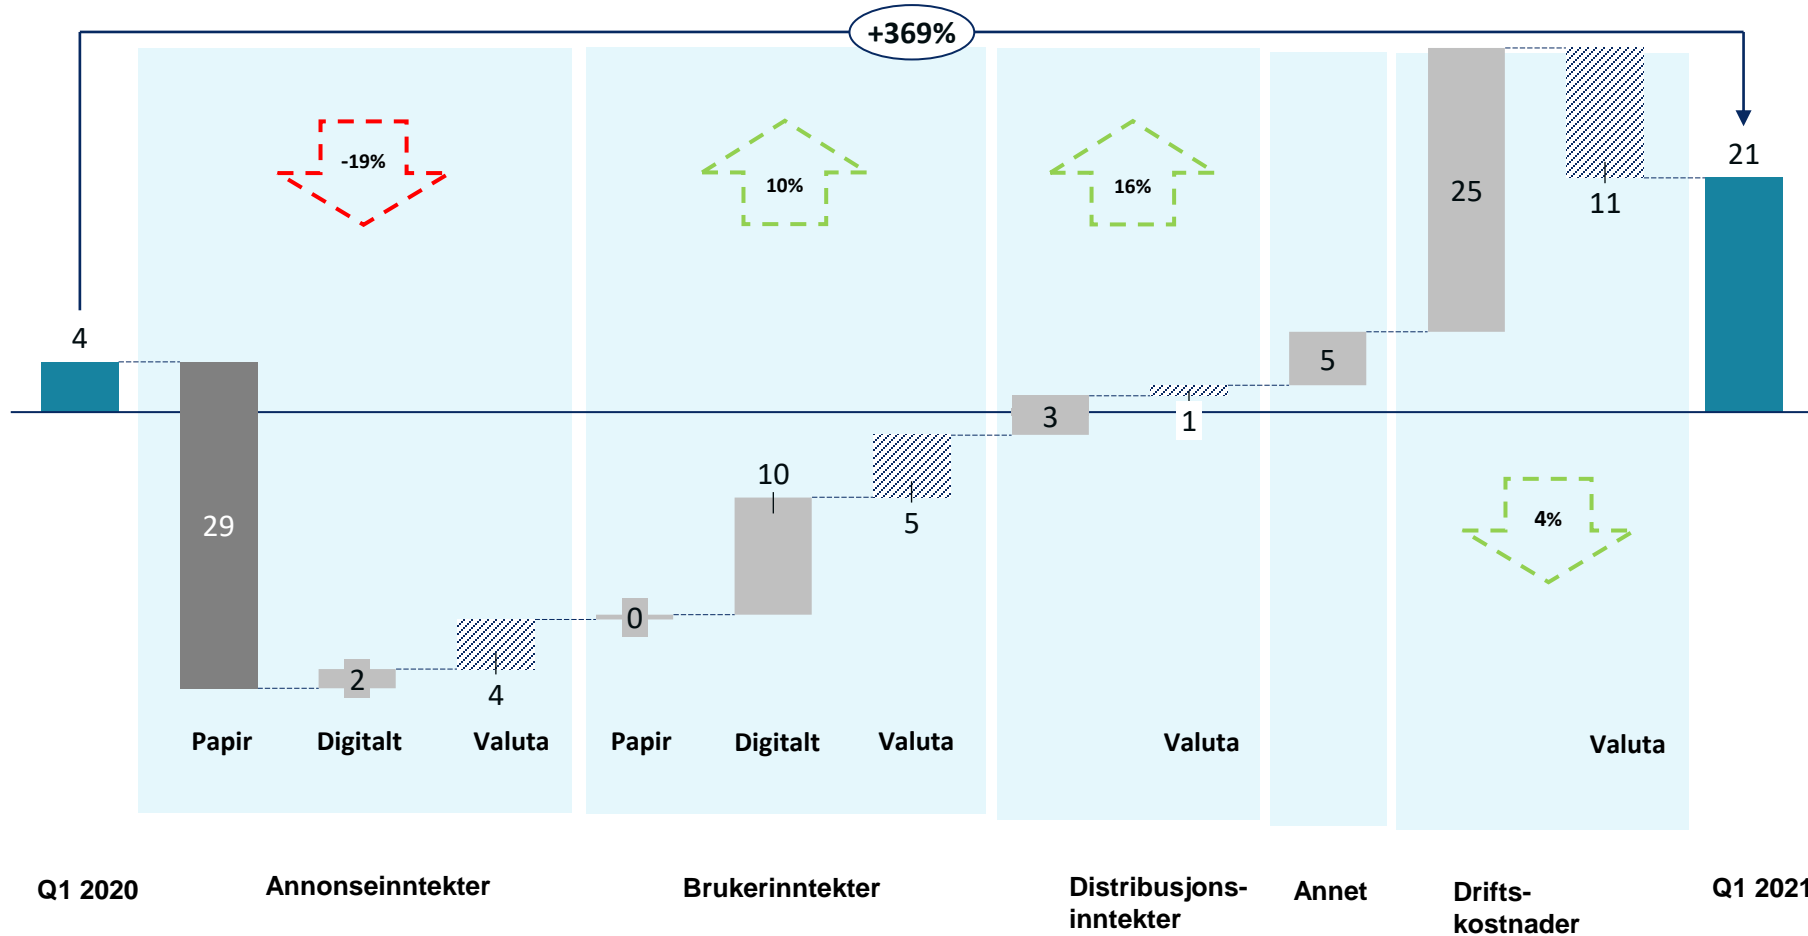 +369%
-19%
10%
16%
21
25
11
4
5
3
1
10
29
5
4%
0
2
4
Papir
Digitalt
Valuta
Papir
Digitalt
Valuta
Valuta
Valuta
Q1 2020
Annonseinntekter
Brukerinntekter
Distribusjons-
inntekter
Annet
Drifts-
kostnader
Q1 2021